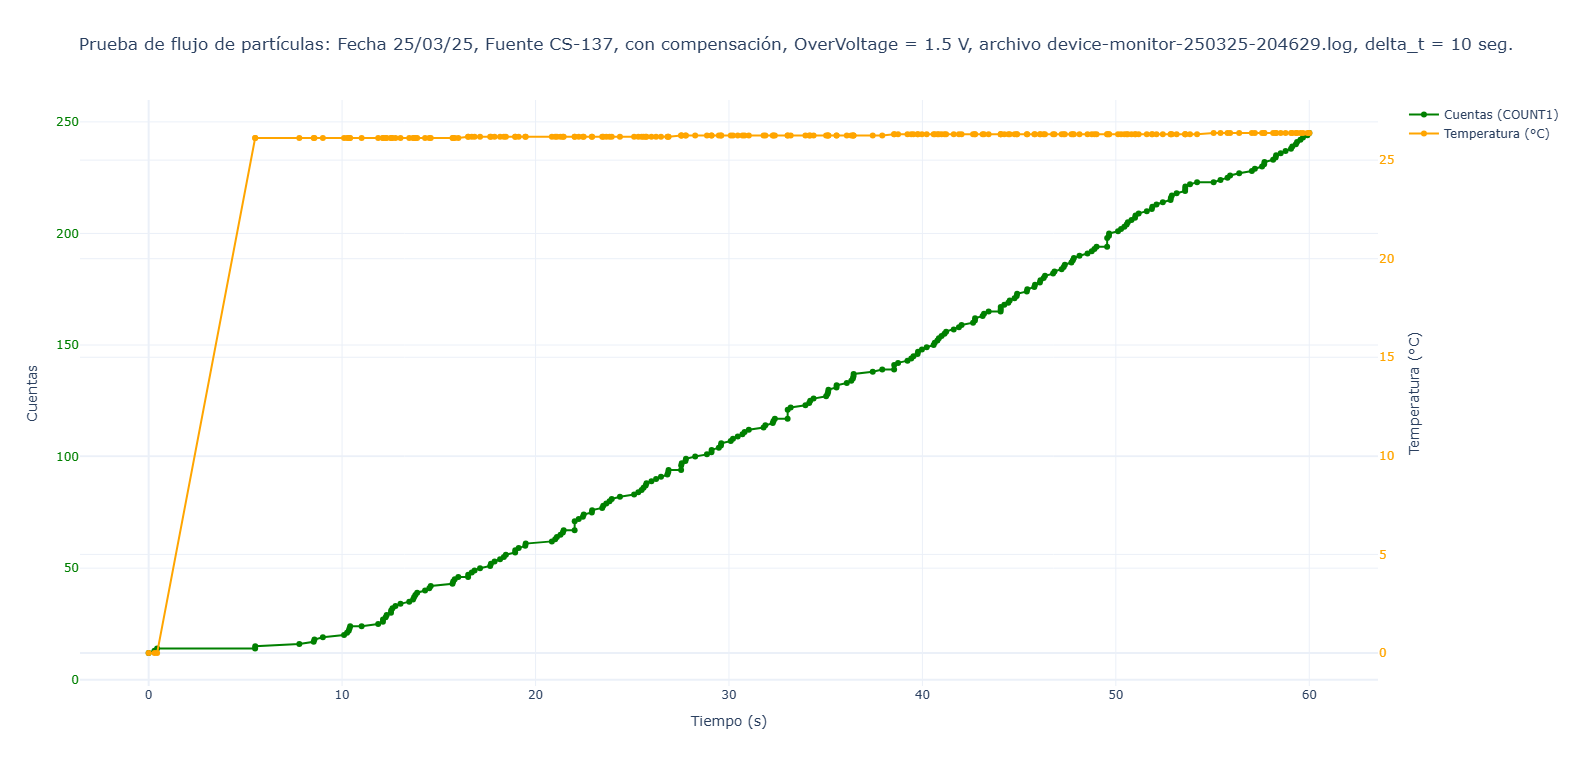 Prueba de flujo de partículas: Fecha 25/03/25, Fuente CS-137, con compensación, OverVoltage = 1.5 V, archivo device-monitor-250325-204629.log, delta_t = 10 seg.
Cuentas (COUNT1)
Temperatura (°C)
250
200
150
100
50
0
Cuentas
25
20
15
10
5
0
Temperatura (°C)
0 10 20 30 40 50 60
Tiempo (s)